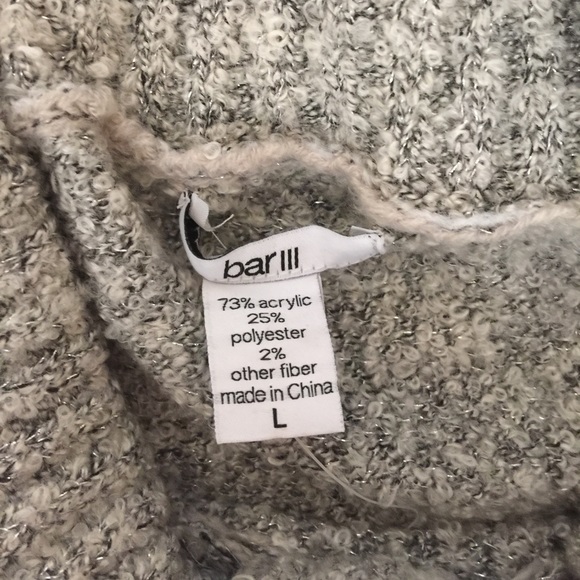 bar III
73% acrylic
25%
polyester
2%
other fiber
made in China
L